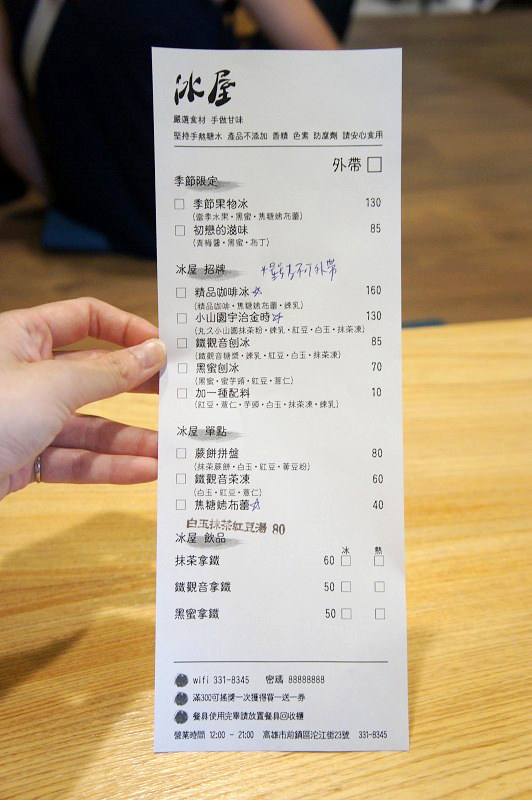 冰屋
嚴選食材 手做甘味
堅持手熬糖水 產品不添加 香精 色素 防腐劑 請安心食用
外帶 □
季節限定
□ 季節果物冰 130
(當季水果·黑蜜·焦糖烤布蕾)
□ 初戀的滋味 85
(青梅醬·黑蜜·布丁)
冰屋 招牌 *星号不可外帶
□ 精品咖啡冰☆ 160
(精品咖啡·焦糖烤布蕾·煉乳)
□ 小山園宇治金時☆ 130
(丸久小山園抹茶粉·煉乳·紅豆·白玉·抹茶凍)
□ 鐵觀音刨冰 85
(鐵觀音糖漿·煉乳·紅豆·白玉·抹茶凍)
□ 黑蜜刨冰 70
(黑蜜·蜜芋頭·紅豆·薏仁)
□ 加一種配料 10
(紅豆·薏仁·芋頭·白玉·抹茶凍·煉乳)
冰屋 單點
□ 蕨餅拼盤 80
(抹茶蕨餅·白玉·紅豆·黃豆粉)
□ 鐵觀音茶凍 60
(白玉·紅豆·薏仁)
□ 焦糖烤布蕾☆ 40
白玉抹茶紅豆湯 80
冰屋 飲品
冰 熱
抹茶拿鐵 60 □ □
鐵觀音拿鐵 50 □ □
黑蜜拿鐵 50 □ □
wifi 331-8345 密碼 88888888
滿300可搖獎一次獲得買一送一券
餐具使用完畢請放置餐具回收櫃
營業時間 12:00 - 21:00 高雄市前鎮區沱江街23號 331-8345